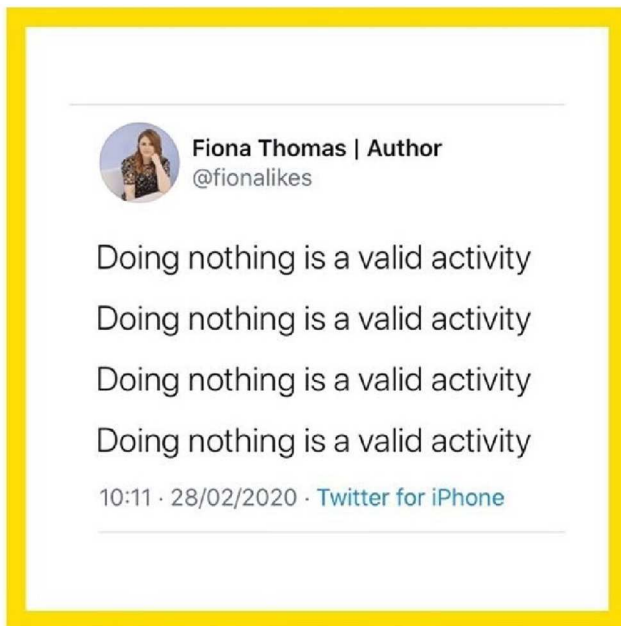 Fiona Thomas | Author
@fionalikes
Doing nothing is a valid activity
Doing nothing is a valid activity
Doing nothing is a valid activity
Doing nothing is a valid activity
10:11 · 28/02/2020 · Twitter for iPhone